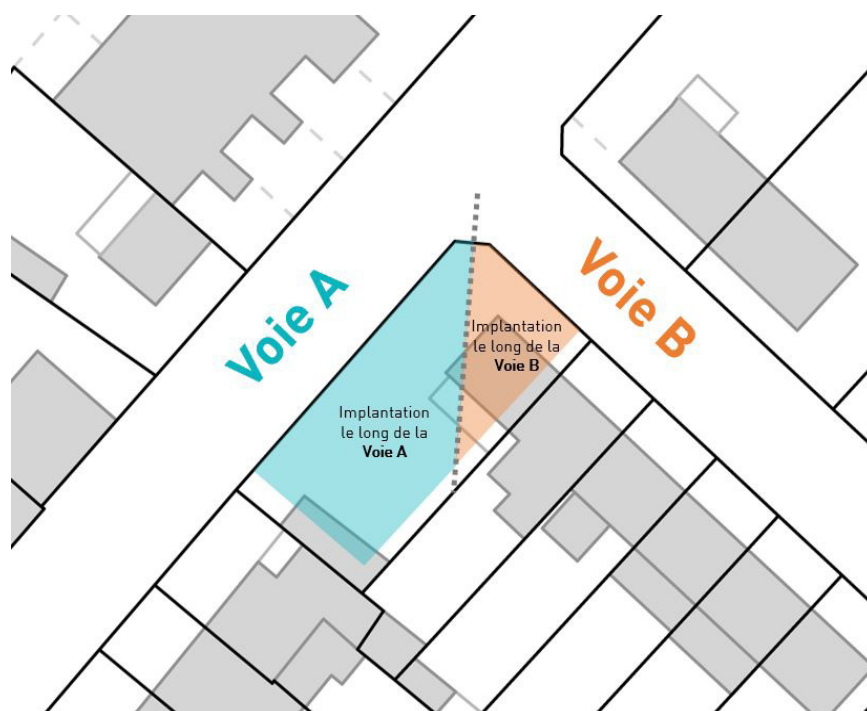 Voie A
Voie B
Implantation
le long de la
Voie B
Implantation
le long de la
Voie A